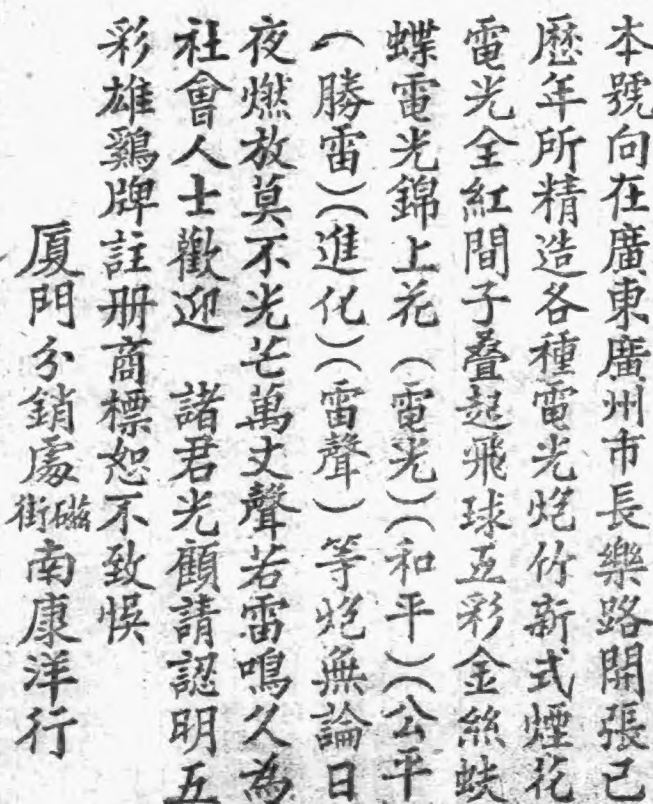 本號向在廣東廣州市長樂路開張已
歷年所精造各種電光炮竹新式煙花
電光全紅間子叠起飛球五彩金絲蛱
蝶電光錦上花（電光）（和平）（公平
（勝雷）（進化）（雷聲）等炮無論日
夜燃放莫不光芒萬丈聲若雷鳴久為
社會人士歡迎　諸君光顧請認明五
彩雄鷄牌註册商標恕不致悮
厦門分銷處磁街南康洋行